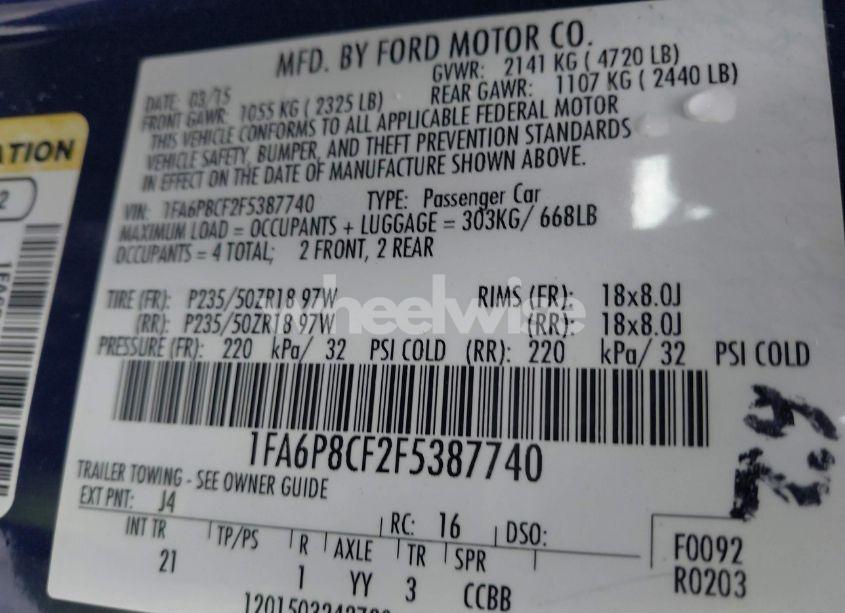 MFD. BY FORD MOTOR CO.
DATE: 03/15 GVWR: 2141 KG ( 4720 LB)
FRONT GAWR: 1055 KG ( 2325 LB) REAR GAWR: 1107 KG ( 2440 LB)
THIS VEHICLE CONFORMS TO ALL APPLICABLE FEDERAL MOTOR
VEHICLE SAFETY, BUMPER, AND THEFT PREVENTION STANDARDS
IN EFFECT ON THE DATE OF MANUFACTURE SHOWN ABOVE.
VIN: 1FA6P8CF2F5387740 TYPE: Passenger Car
MAXIMUM LOAD = OCCUPANTS + LUGGAGE = 303KG/ 668LB
OCCUPANTS = 4 TOTAL; 2 FRONT, 2 REAR
TIRE (FR): P235/50ZR18 97W RIMS (FR): 18x8.0J
(RR): P235/50ZR18 97W (RR): 18x8.0J
wheelwise
PRESSURE (FR): 220 kPa/ 32 PSI COLD (RR): 220 kPa/ 32 PSI COLD
1FA6P8CF2F5387740
TRAILER TOWING - SEE OWNER GUIDE
EXT PNT: J4 RC: 16 DSO:
INT TR TP/PS R AXLE TR SPR F0092
21 1 YY 3 CCBB R0203
ATION
2